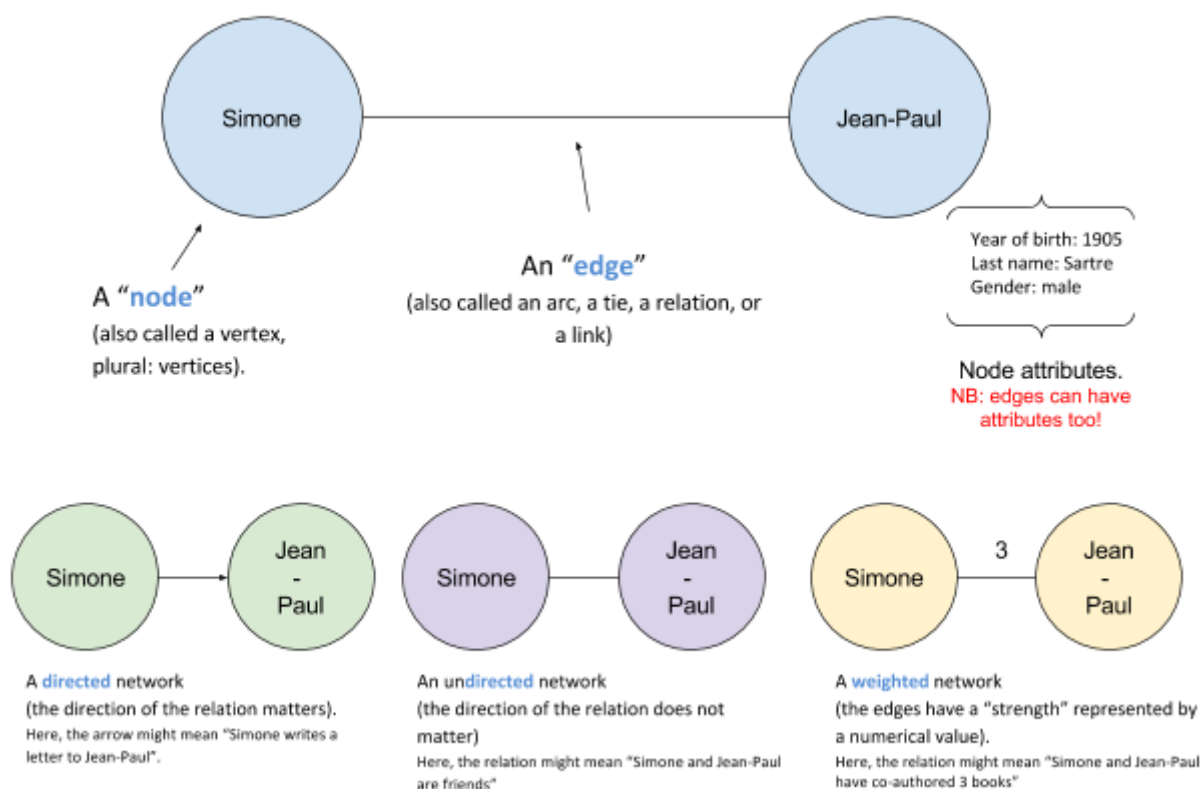 Simone
Jean-Paul
A “node”
(also called a vertex,
plural: vertices).
An “edge”
(also called an arc, a tie, a relation, or
a link)
Year of birth: 1905
Last name: Sartre
Gender: male
Node attributes.
NB: edges can have
attributes too!
Simone
Jean
-
Paul
A directed network
(the direction of the relation matters).
Here, the arrow might mean “Simone writes a
letter to Jean-Paul”.
Simone
Jean
-
Paul
An undirected network
(the direction of the relation does not
matter)
Here, the relation might mean “Simone and Jean-Paul
are friends”
Simone
3
Jean
-
Paul
A weighted network
(the edges have a “strength” represented by
a numerical value).
Here, the relation might mean “Simone and Jean-Paul
have co-authored 3 books”